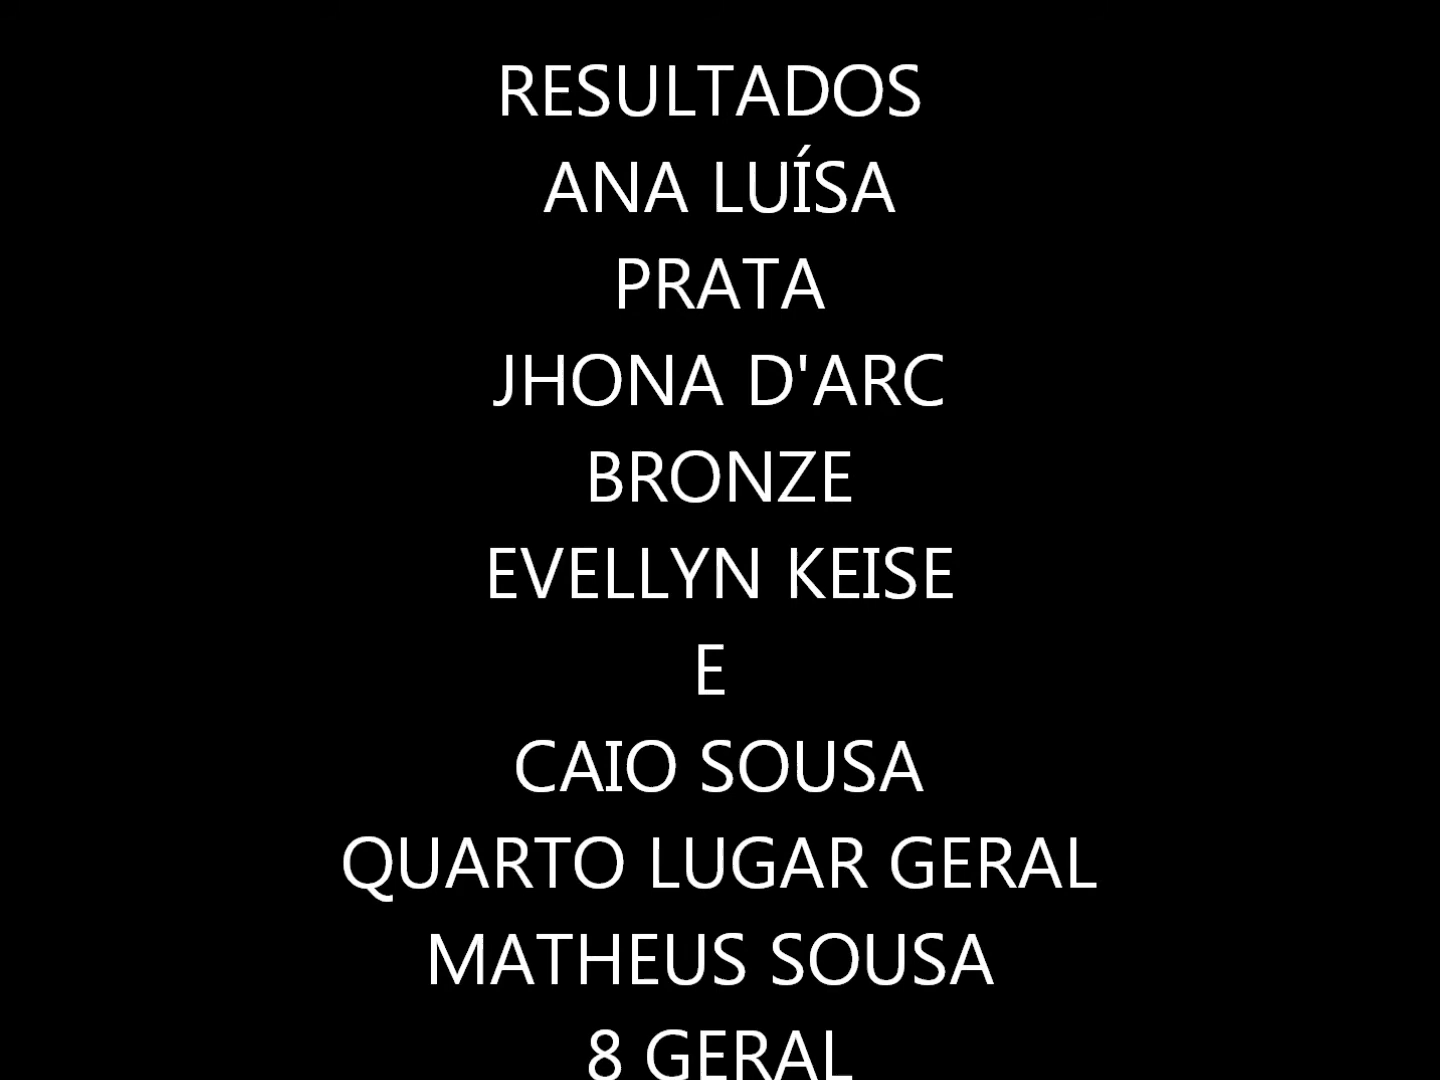 RESULTADOS
ANA LUÍSA
PRATA
JHONA D'ARC
BRONZE
EVELLYN KEISE
E
CAIO SOUSA
QUARTO LUGAR GERAL
MATHEUS SOUSA
8 GERAL